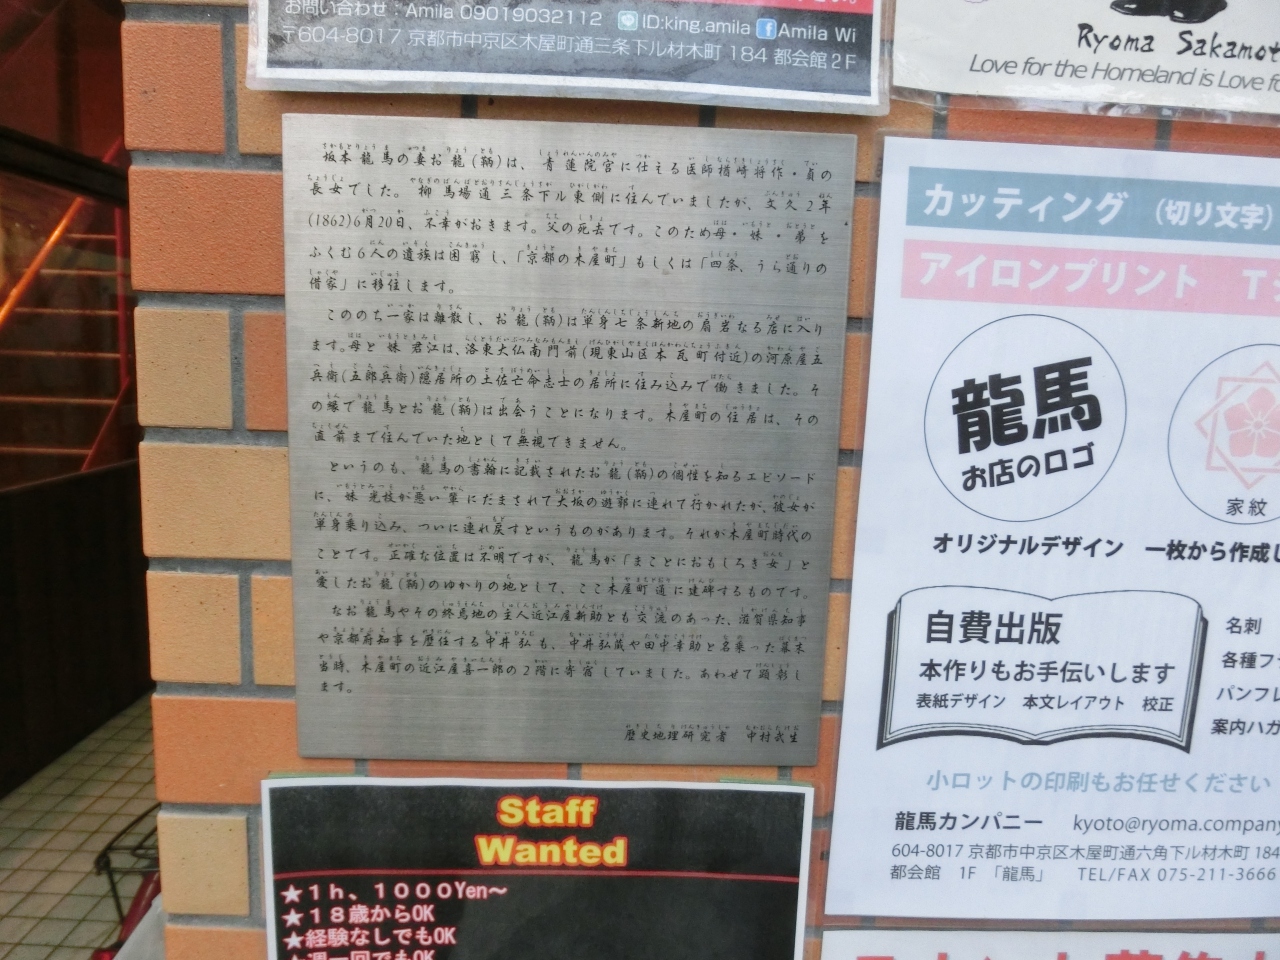 お問い合わせ：Amila 09019032112 ID:king.amila Amila Wi
〒604-8017 京都市中京区木屋町通三条下ル材木町 184 都会館2F
Ryoma Sakamot
Love for the Homeland is Love fo
坂本龍馬の妻お龍(鞆)は、青蓮院宮に仕える医師楢崎将作・貞の
長女でした。柳馬場通三条下ル東側に住んでいましたが、文久2年
(1862)6月20日、不幸がおきます。父の死去です。このため母・妹・弟を
ふくむ6人の遺族は困窮し、「京都の木屋町」もしくは「四条、うら通りの
借家」に移住します。
このち一家は離散し、お龍(鞆)は単身七条新地の扇岩なる店に入り
ます。母と妹君江は、洛東大仏南門前(現東山区本瓦町付近)の河原屋五
兵衛(五郎兵衛)隠居所の土佐亡命志士の居所に住み込みで働きました。そ
の縁で龍馬とお龍(鞆)は出会うことになります。木屋町の住居は、その
直前まで住んでいた地として無視できません。
というのも、龍馬の書翰に記載されたお龍(鞆)の個性を知るエピソード
に、妹光枝が悪い輩にだまされて大坂の遊郭に連れて行かれたが、彼女が
単身乗り込み、ついに連れ戻すというものがあります。それが木屋町時代の
ことです。正確な位置は不明ですが、龍馬が「まことにおもしろき女」と
愛したお龍(鞆)のゆかりの地として、ここ木屋町通に建碑するものです。
なお龍馬やその終焉地の主人近江屋新助とも交流のあった、滋賀県知事
や京都府知事を歴任する中井弘も、中井弘蔵や田中幸助と名乗った幕末
当時、木屋町の近江屋喜一郎の2階に寄宿していました。あわせて顕彰し
ます。
歴史地理研究者 中村武生
カッティング (切り文字)
アイロンプリント T
龍馬
お店のロゴ
家紋
オリジナルデザイン 一枚から作成し
自費出版
本作りもお手伝いします
表紙デザイン 本文レイアウト 校正
名刺
各種フ
パンフレ
案内ハガ
小ロットの印刷もお任せください
龍馬カンパニー kyoto@ryoma.company
604-8017 京都市中京区木屋町通六角下ル材木町 184
都会館 1F 「龍馬」 TEL/FAX 075-211-3666
Staff
Wanted
★1h、1000Yen〜
★18歳からOK
★経験なしでもOK
★週一回でもOK